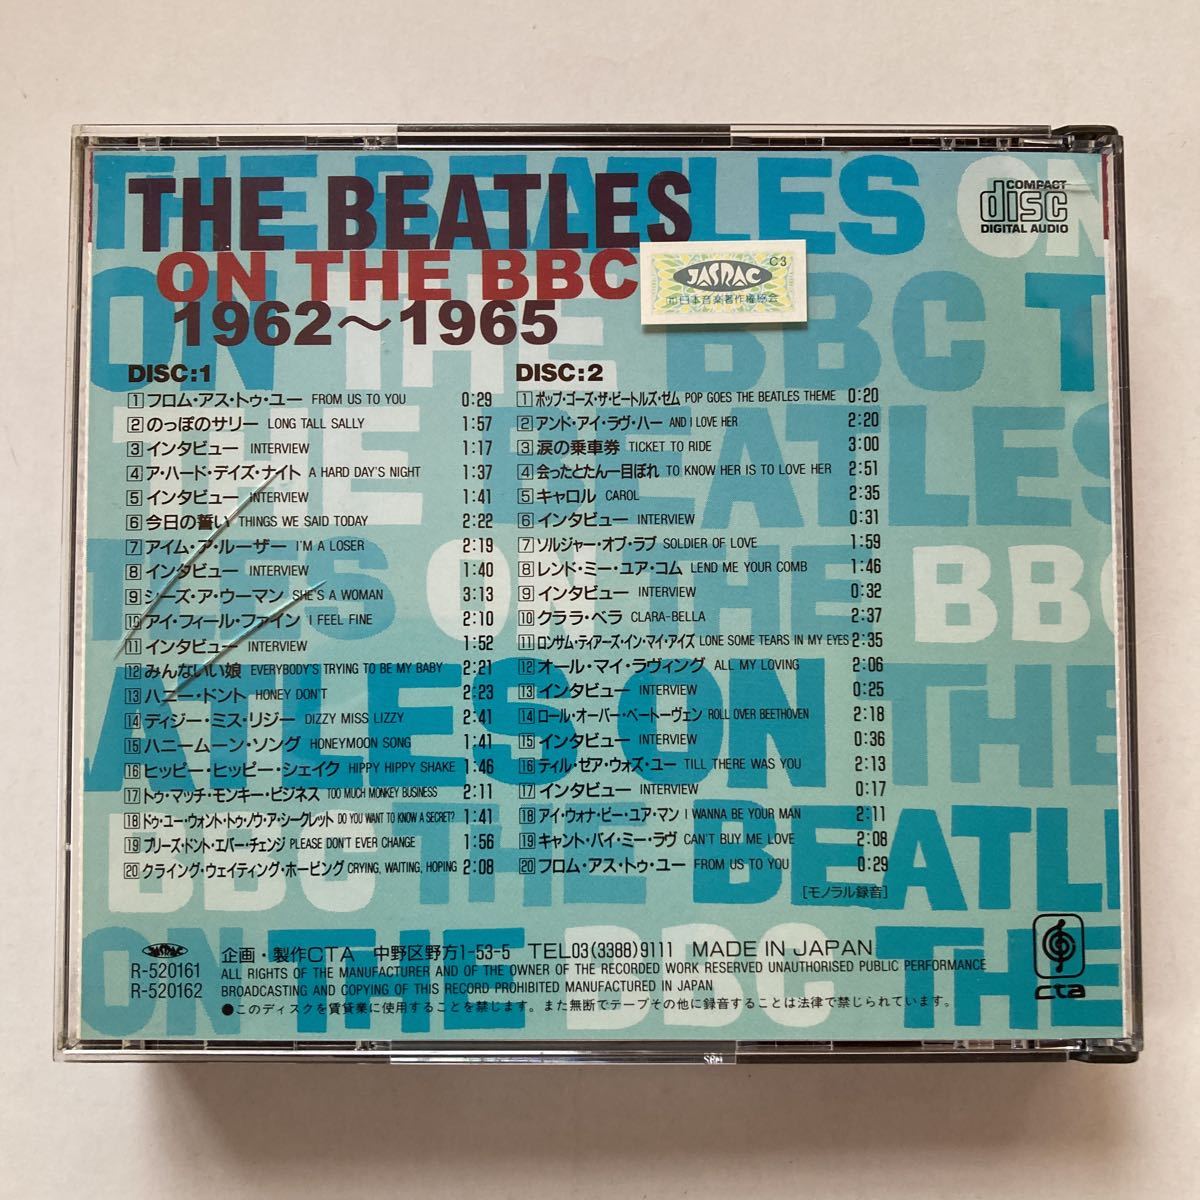 THE BEATLES
ON THE BBC
1962～1965
COMPACT
disc
DIGITAL AUDIO
C3
JASRAC
㈳日本音楽著作権協会
DISC:1
1 フロム・アス・トゥ・ユー FROM US TO YOU 0:29
2 のっぽのサリー LONG TALL SALLY 1:57
3 インタビュー INTERVIEW 1:17
4 ア・ハード・デイズ・ナイト A HARD DAY'S NIGHT 1:37
5 インタビュー INTERVIEW 1:41
6 今日の誓い THINGS WE SAID TODAY 2:22
7 アイム・ア・ルーザー I'M A LOSER 2:19
8 インタビュー INTERVIEW 1:40
9 シーズ・ア・ウーマン SHE'S A WOMAN 3:13
10 アイ・フィール・ファイン I FEEL FINE 2:10
11 インタビュー INTERVIEW 1:52
12 みんないい娘 EVERYBODY'S TRYING TO BE MY BABY 2:21
13 ハニー・ドント HONEY DON'T 2:23
14 ディジー・ミス・リジー DIZZY MISS LIZZY 2:41
15 ハニームーン・ソング HONEYMOON SONG 1:41
16 ヒッピー・ヒッピー・シェイク HIPPY HIPPY SHAKE 1:46
17 トゥ・マッチ・モンキー・ビジネス TOO MUCH MONKEY BUSINESS 2:11
18 ドゥ・ユー・ウォント・トゥ・ノウ・ア・シークレット DO YOU WANT TO KNOW A SECRET? 1:41
19 プリーズ・ドント・エバー・チェンジ PLEASE DON'T EVER CHANGE 1:56
20 クライング・ウェイティング・ホーピング CRYING, WAITING, HOPING 2:08
DISC:2
1 ポップ・ゴーズ・ザ・ビートルズ・ゼム POP GOES THE BEATLES THEME 0:20
2 アンド・アイ・ラヴ・ハー AND I LOVE HER 2:20
3 涙の乗車券 TICKET TO RIDE 3:00
4 会ったとたん一目ぼれ TO KNOW HER IS TO LOVE HER 2:51
5 キャロル CAROL 2:35
6 インタビュー INTERVIEW 0:31
7 ソルジャー・オブ・ラブ SOLDIER OF LOVE 1:59
8 レンド・ミー・ユア・コム LEND ME YOUR COMB 1:46
9 インタビュー INTERVIEW 0:32
10 クララ・ベラ CLARA-BELLA 2:37
11 ロンサム・ティアーズ・イン・マイ・アイズ LONE SOME TEARS IN MY EYES 2:35
12 オール・マイ・ラヴィング ALL MY LOVING 2:06
13 インタビュー INTERVIEW 0:25
14 ロール・オーバー・ベートーヴェン ROLL OVER BEETHOVEN 2:18
15 インタビュー INTERVIEW 0:36
16 ティル・ゼア・ウォズ・ユー TILL THERE WAS YOU 2:13
17 インタビュー INTERVIEW 0:17
18 アイ・ウォナ・ビー・ユア・マン I WANNA BE YOUR MAN 2:11
19 キャント・バイ・ミー・ラヴ CAN'T BUY ME LOVE 2:08
20 フロム・アス・トゥ・ユー FROM US TO YOU 0:29
[モノラル録音]
JASRAC
R-520161
R-520162
企画・製作CTA 中野区野方1-53-5 TEL03(3388)9111 MADE IN JAPAN
ALL RIGHTS OF THE MANUFACTURER AND OF THE OWNER OF THE RECORDED WORK RESERVED UNAUTHORISED PUBLIC PERFORMANCE
BROADCASTING AND COPYING OF THIS RECORD PROHIBITED MANUFACTURED IN JAPAN
●このディスクを賃貸業に使用することを禁じます。また無断でテープその他に録音することは法律で禁じられています。
cta